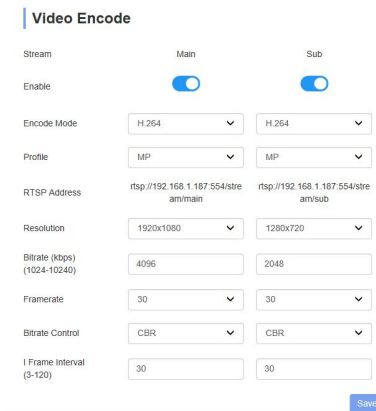 Video Encode
Stream Main Sub
Enable
Encode Mode H.264 H.264
Profile MP MP
RTSP Address rtsp://192.168.1.187:554/stre rtsp://192.168.1.187:554/stre
am/main am/sub
Resolution 1920x1080 1280x720
Bitrate (kbps)
(1024-10240) 4096 2048
Framerate 30 30
Bitrate Control CBR CBR
I Frame Interval
(3-120) 30 30
Save